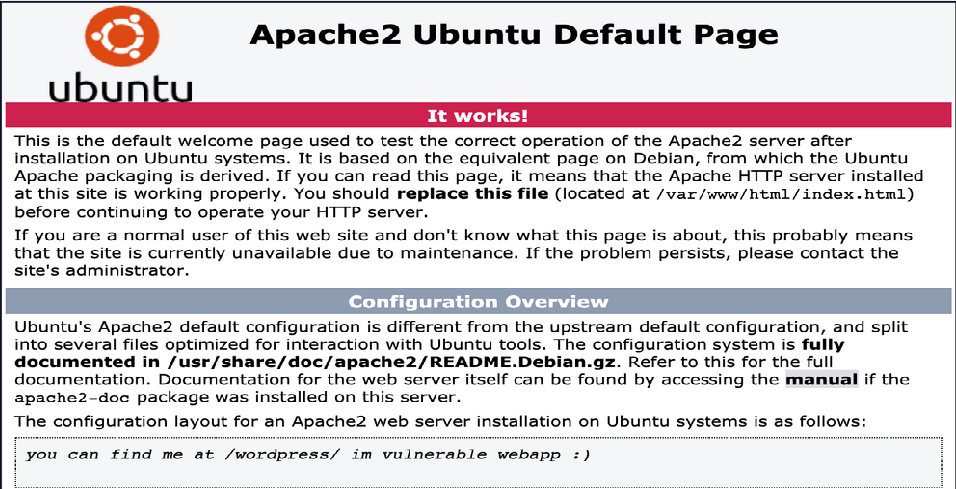 Apache2 Ubuntu Default Page
ubuntu
It works!
This is the default welcome page used to test the correct operation of the Apache2 server after
installation on Ubuntu systems. It is based on the equivalent page on Debian, from which the Ubuntu
Apache packaging is derived. If you can read this page, it means that the Apache HTTP server installed
at this site is working properly. You should replace this file (located at /var/www/html/index.html)
before continuing to operate your HTTP server.
If you are a normal user of this web site and don't know what this page is about, this probably means
that the site is currently unavailable due to maintenance. If the problem persists, please contact the
site's administrator.
Configuration Overview
Ubuntu's Apache2 default configuration is different from the upstream default configuration, and split
into several files optimized for interaction with Ubuntu tools. The configuration system is fully
documented in /usr/share/doc/apache2/README.Debian.gz. Refer to this for the full
documentation. Documentation for the web server itself can be found by accessing the manual if the
apache2-doc package was installed on this server.
The configuration layout for an Apache2 web server installation on Ubuntu systems is as follows:
you can find me at /wordpress/ im vulnerable webapp :)